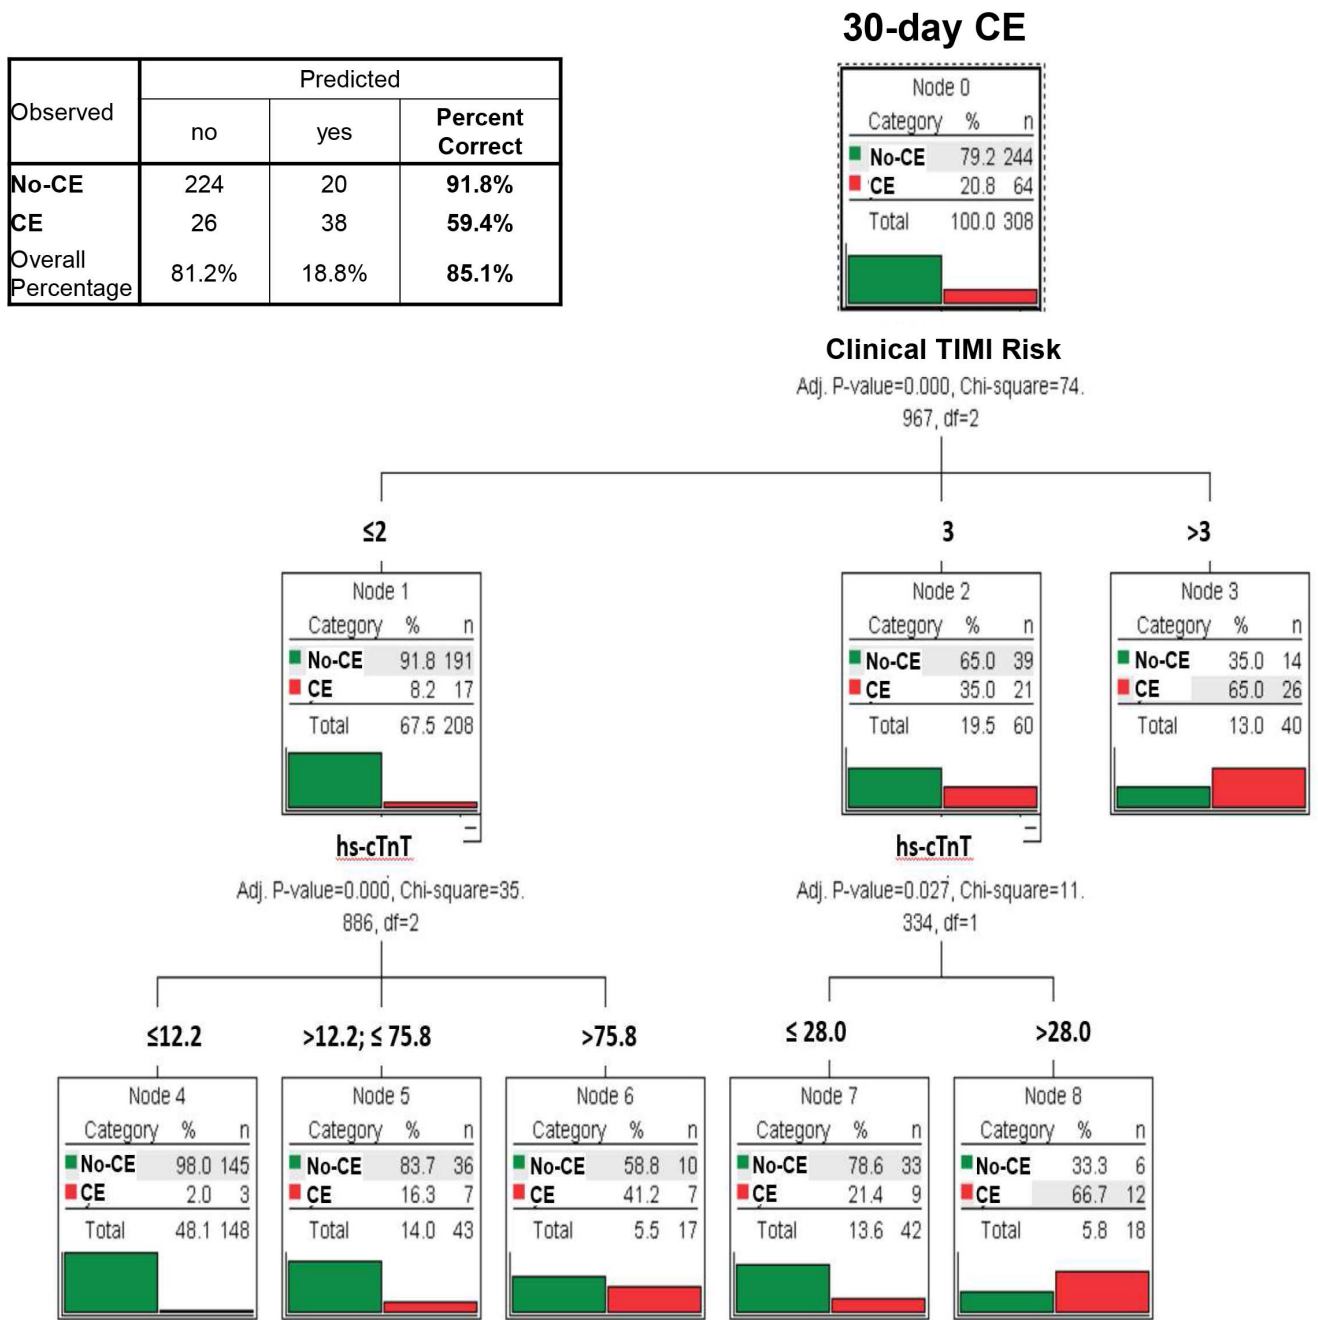 30-day CE
Observed
Predicted
no yes Percent Correct
No-CE 224 20 91.8%
CE 26 38 59.4%
Overall Percentage 81.2% 18.8% 85.1%
Node 0
Category % n
No-CE 79.2 244
CE 20.8 64
Total 100.0 308
Clinical TIMI Risk
Adj. P-value=0.000, Chi-square=74.
967, df=2
≤2
3
>3
Node 1
Category % n
No-CE 91.8 191
CE 8.2 17
Total 67.5 208
Node 2
Category % n
No-CE 65.0 39
CE 35.0 21
Total 19.5 60
Node 3
Category % n
No-CE 35.0 14
CE 65.0 26
Total 13.0 40
hs-cTnT
Adj. P-value=0.000, Chi-square=35.
886, df=2
hs-cTnT
Adj. P-value=0.027, Chi-square=11.
334, df=1
≤12.2
>12.2; ≤ 75.8
>75.8
≤ 28.0
>28.0
Node 4
Category % n
No-CE 98.0 145
CE 2.0 3
Total 48.1 148
Node 5
Category % n
No-CE 83.7 36
CE 16.3 7
Total 14.0 43
Node 6
Category % n
No-CE 58.8 10
CE 41.2 7
Total 5.5 17
Node 7
Category % n
No-CE 78.6 33
CE 21.4 9
Total 13.6 42
Node 8
Category % n
No-CE 33.3 6
CE 66.7 12
Total 5.8 18